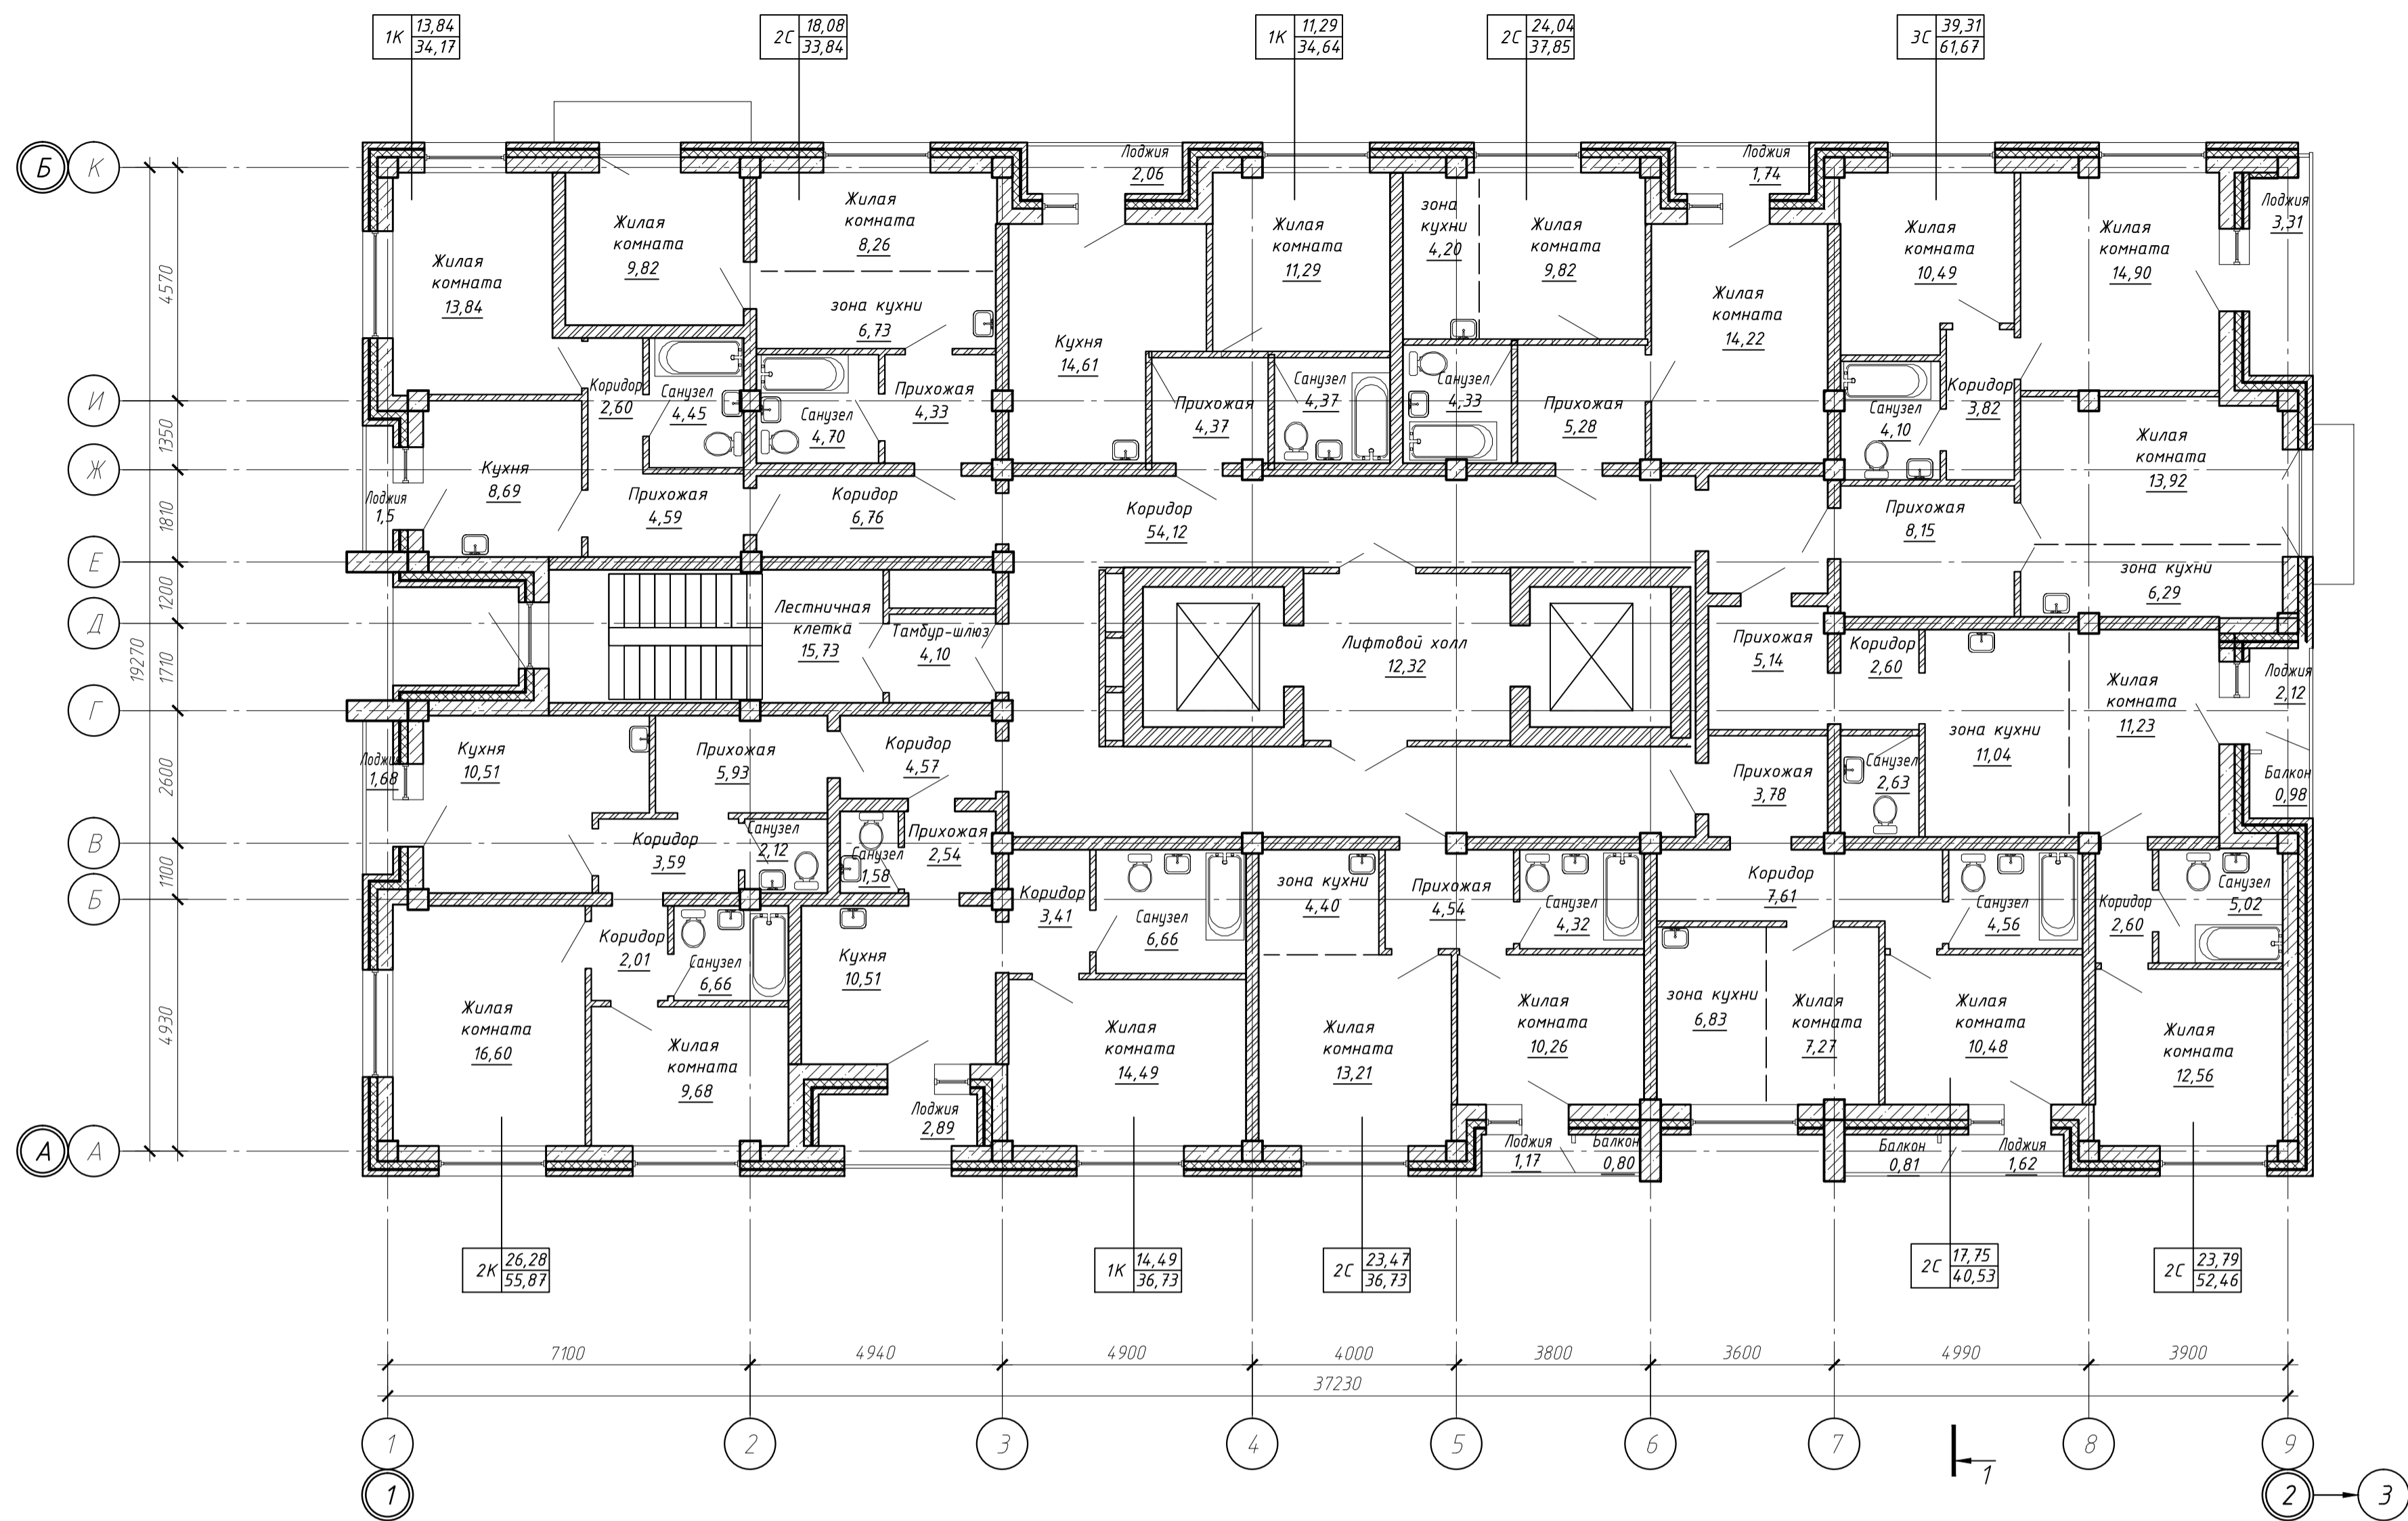 1К 13,84 34,17
2С 18,08 33,84
1К 11,29 34,64
2С 24,04 37,85
3С 39,31 61,67
Б К
И
Ж
Е
Д
Г
В
Б
А А
4570
1350
1810
1200
1710
2600
1100
4930
19270
Жилая
комната
13,84
Жилая
комната
9,82
Жилая
комната
8,26
зона кухни
6,73
Лоджия
2,06
Жилая
комната
11,29
зона
кухни
4,20
Жилая
комната
9,82
Лоджия
1,74
Жилая
комната
14,22
Жилая
комната
10,49
Жилая
комната
14,90
Лоджия
3,31
Кухня
14,61
Коридор
2,60
Санузел
4,45
Санузел
4,70
Прихожая
4,33
Прихожая
4,37
Санузел
4,37
Санузел
4,33
Прихожая
5,28
Санузел
4,10
Коридор
3,82
Жилая
комната
13,92
Кухня
8,69
Лоджия
1,5
Прихожая
4,59
Коридор
6,76
Коридор
54,12
Прихожая
8,15
зона кухни
6,29
Лестничная
клетка
15,73
Тамбур-шлюз
4,10
Лифтовой холл
12,32
Прихожая
5,14
Коридор
2,60
Жилая
комната
11,23
Лоджия
2,12
зона кухни
11,04
Кухня
10,51
Лоджия
1,68
Прихожая
5,93
Коридор
4,57
Прихожая
3,78
Санузел
2,63
Балкон
0,98
Коридор
3,59
Санузел
2,12
Санузел
1,58
Прихожая
2,54
Коридор
3,41
Санузел
6,66
зона кухни
4,40
Прихожая
4,54
Санузел
4,32
Коридор
7,61
Санузел
4,56
Коридор
2,60
Санузел
5,02
Коридор
2,01
Санузел
6,66
Кухня
10,51
Жилая
комната
16,60
Жилая
комната
9,68
Лоджия
2,89
Жилая
комната
14,49
Жилая
комната
13,21
Жилая
комната
10,26
зона кухни
6,83
Жилая
комната
7,27
Жилая
комната
10,48
Жилая
комната
12,56
Лоджия
1,17
Балкон
0,80
Балкон
0,81
Лоджия
1,62
2К 26,28 55,87
1К 14,49 36,73
2С 23,47 36,73
2С 17,75 40,53
2С 23,79 52,46
7100 4940 4900 4000 3800 3600 4990 3900
37230
1 2 3 4 5 6 7 8 9
1
1
2 3